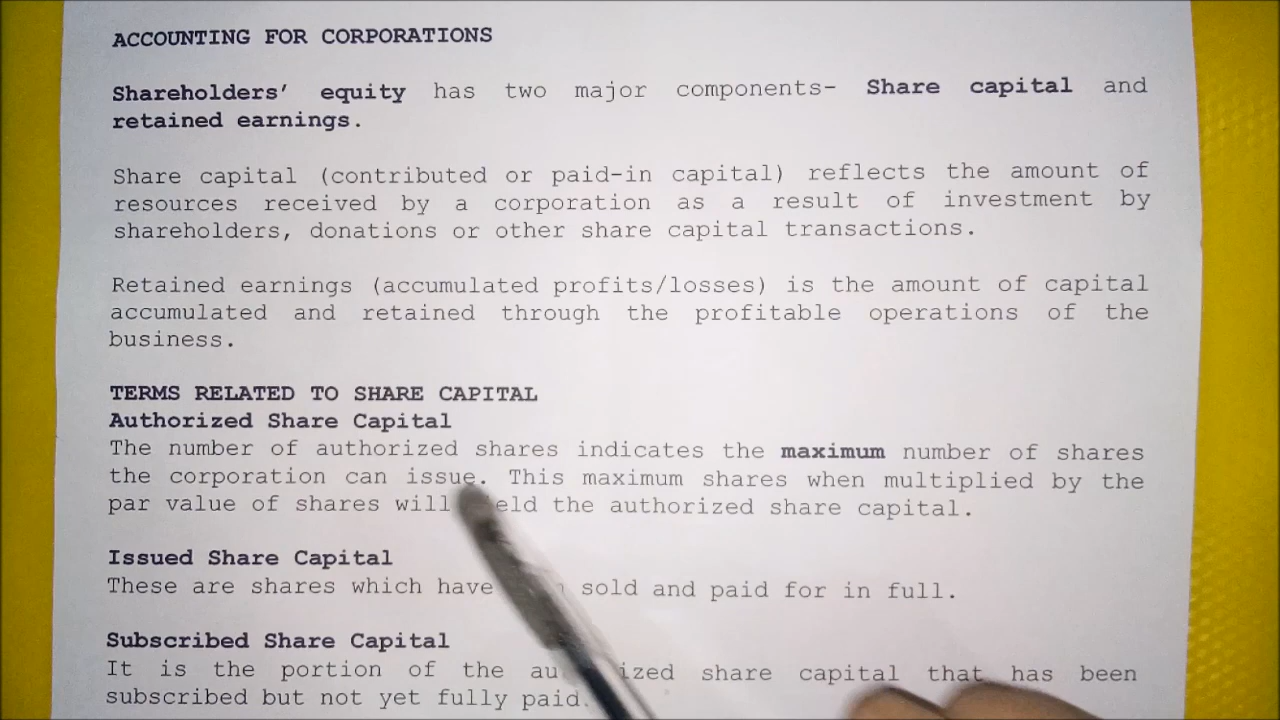 ACCOUNTING FOR CORPORATIONS
Shareholders' equity has two major components- Share capital and
retained earnings.
Share capital (contributed or paid-in capital) reflects the amount of
resources received by a corporation as a result of investment by
shareholders, donations or other share capital transactions.
Retained earnings (accumulated profits/losses) is the amount of capital
accumulated and retained through the profitable operations of the
business.
TERMS RELATED TO SHARE CAPITAL
Authorized Share Capital
The number of authorized shares indicates the maximum number of shares
the corporation can issue. This maximum shares when multiplied by the
par value of shares will the authorized share capital.
Issued Share Capital
These are shares which have sold and paid for in full.
Subscribed Share Capital
It is the portion of the share capital that has been
subscribed but not yet fully paid.